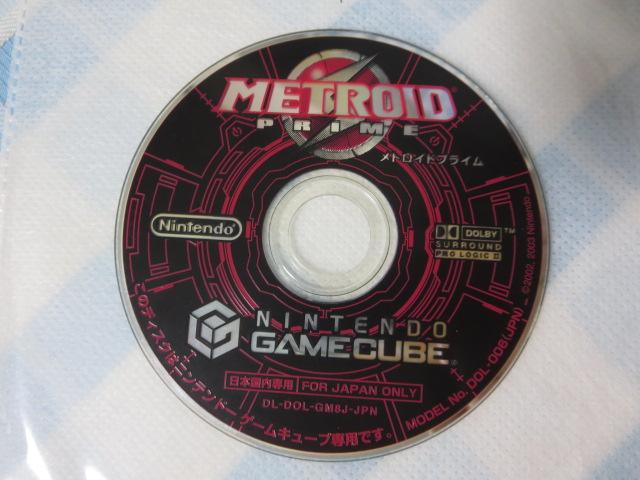 METROID®
PRIME
メトロイドプライム
Nintendo®
DOLBY™
SURROUND
PRO LOGIC II
NINTENDO
GAMECUBE®
日本国内専用 FOR JAPAN ONLY
DL-DOL-GM8J-JPN
このディスクはニンテンドーゲームキューブ専用です。
MODEL No. DOL-006(JPN) – ©2002, 2003 Nintendo